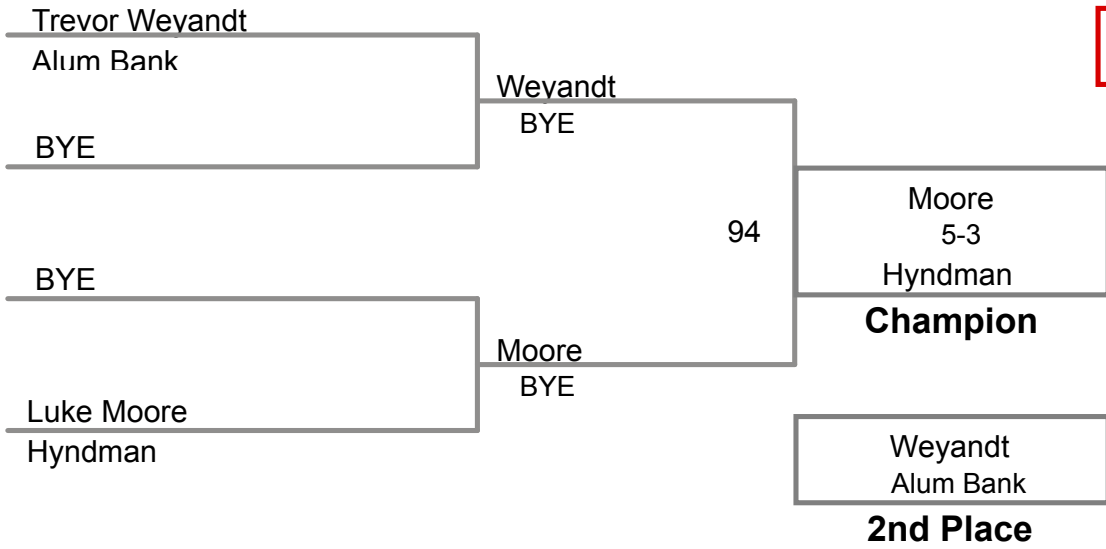 Trevor Weyandt
Alum Bank
BYE
Weyandt
BYE
BYE
Luke Moore
Hyndman
Moore
BYE
94
Moore
5-3
Hyndman
Champion
Weyandt
Alum Bank
2nd Place